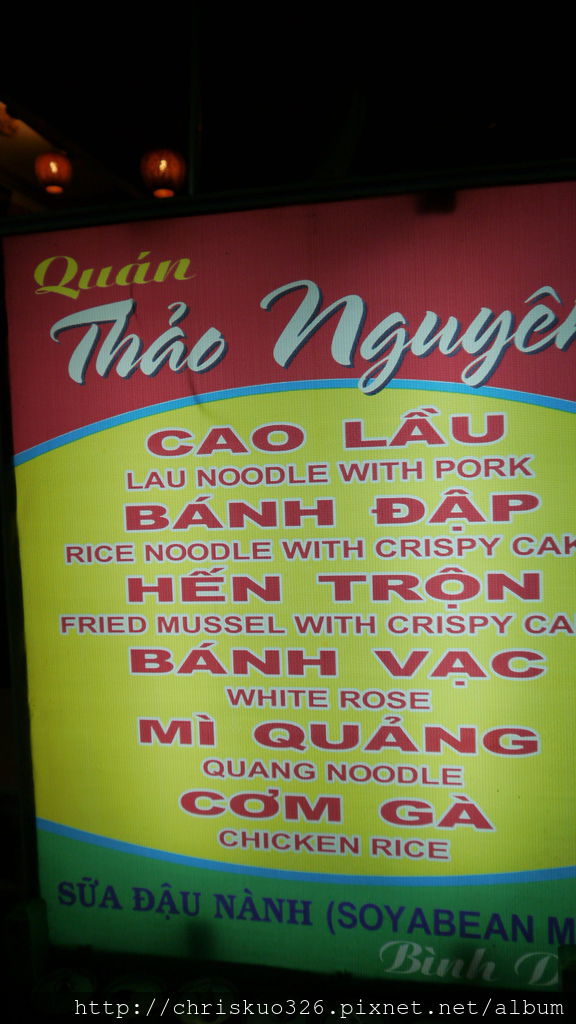 Quán
Thảo Nguyên
CAO LẦU
LAU NOODLE WITH PORK
BÁNH ĐẬP
RICE NOODLE WITH CRISPY CAK
HẾN TRỘN
FRIED MUSSEL WITH CRISPY CA
BÁNH VẠC
WHITE ROSE
MÌ QUẢNG
QUANG NOODLE
CƠM GÀ
CHICKEN RICE
SỮA ĐẬU NÀNH (SOYABEAN M
Bình D
http://chriskuo326.pixnet.net/album